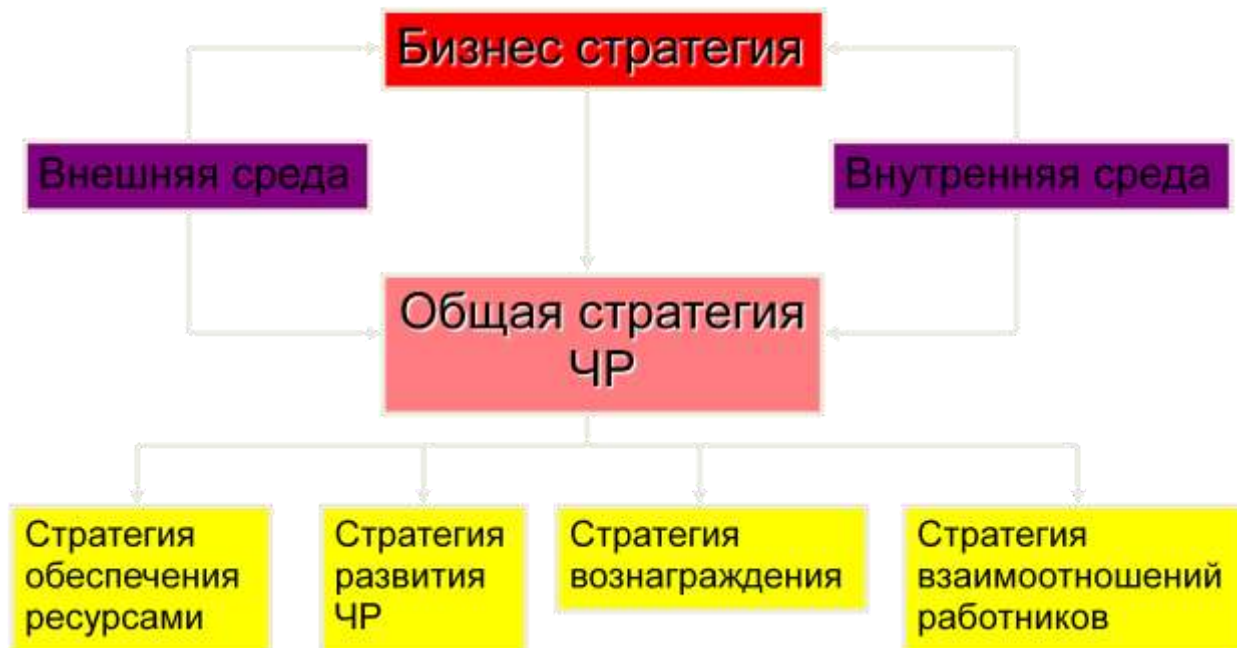 Бизнес стратегия
Внешняя среда
Внутренняя среда
Общая стратегия
ЧР
Стратегия
обеспечения
ресурсами
Стратегия
развития
ЧР
Стратегия
вознаграждения
Стратегия
взаимоотношений
работников